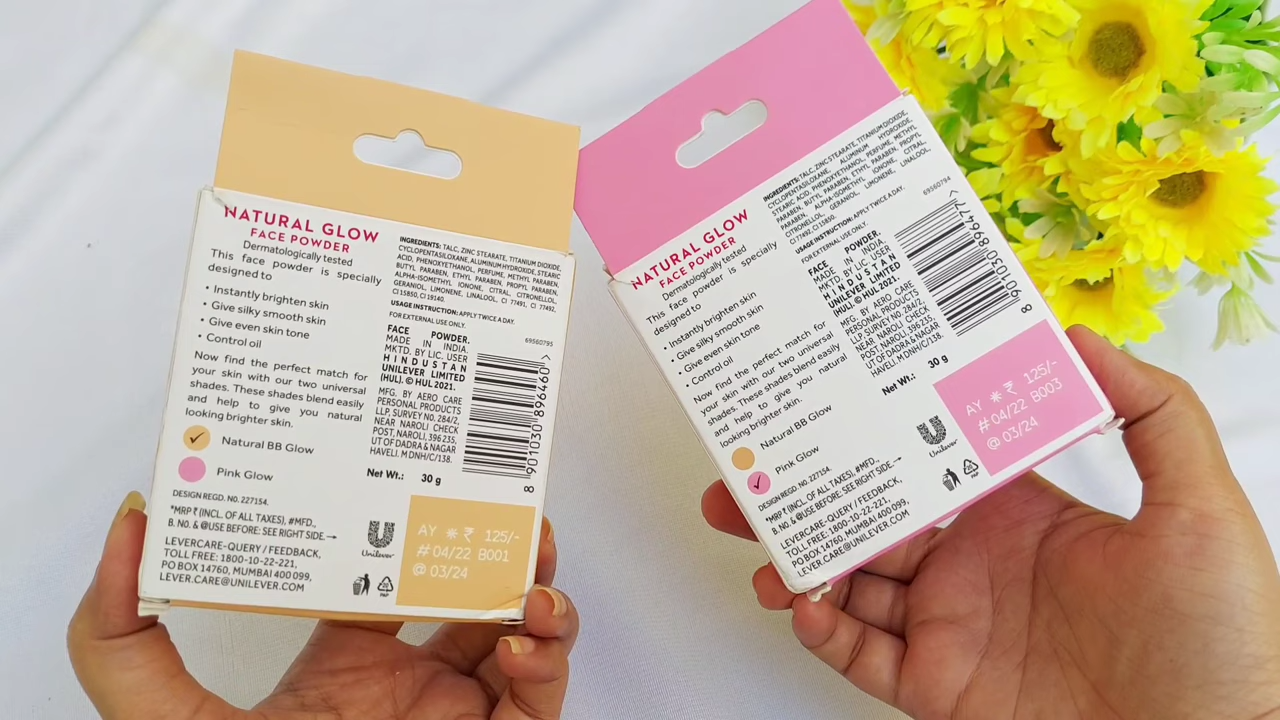 NATURAL GLOW
FACE POWDER
Dermatologically tested
This face powder is specially
designed to
• Instantly brighten skin
• Give silky smooth skin
• Give even skin tone
• Control oil
Now find the perfect match for
your skin with our two universal
shades. These shades blend easily
and help to give you natural
looking brighter skin.
Natural BB Glow
Pink Glow
DESIGN REGD. NO. 227154.
*MRP ₹ (INCL. OF ALL TAXES), #MFD.,
B. NO. & @USE BEFORE: SEE RIGHT SIDE. →
LEVERCARE-QUERY / FEEDBACK,
TOLL FREE: 1800-10-22-221,
PO BOX 14760, MUMBAI 400 099,
LEVER.CARE@UNILEVER.COM
INGREDIENTS: TALC, ZINC STEARATE, TITANIUM DIOXIDE,
CYCLOPENTASILOXANE, ALUMINUM HYDROXIDE, STEARIC
ACID, PHENOXYETHANOL, PERFUME, METHYL PARABEN,
BUTYL PARABEN, ETHYL PARABEN, PROPYL PARABEN,
ALPHA-ISOMETHYL IONONE, CITRAL, CITRONELLOL,
GERANIOL, LIMONENE, LINALOOL, CI 77491, CI 77492,
CI 15850, CI 19140.
USAGE INSTRUCTION: APPLY TWICE A DAY.
FOR EXTERNAL USE ONLY.
69560795
FACE POWDER.
MADE IN INDIA.
MKTD. BY LIC. USER
HINDUSTAN
UNILEVER LIMITED
(HUL). © HUL 2021.
MFG. BY AERO CARE
PERSONAL PRODUCTS
LLP, SURVEY NO. 284/2,
NEAR NAROLI CHECK
POST, NAROLI, 396 235,
UT OF DADRA & NAGAR
HAVELI. M DNH/C/138.
8 901030 896460 >
Net Wt.: 30 g
Unilever
20
PAP
AY * ₹ 125/-
# 04/22 B001
@ 03/24
NATURAL GLOW
FACE POWDER
Dermatologically tested
This face powder is specially
designed to
• Instantly brighten skin
• Give silky smooth skin
• Give even skin tone
• Control oil
Now find the perfect match for
your skin with our two universal
shades. These shades blend easily
and help to give you natural
looking brighter skin.
Natural BB Glow
Pink Glow
DESIGN REGD. NO. 227154.
*MRP ₹ (INCL. OF ALL TAXES), #MFD.,
B. NO. & @USE BEFORE: SEE RIGHT SIDE. →
LEVERCARE-QUERY / FEEDBACK,
TOLL FREE: 1800-10-22-221,
PO BOX 14760, MUMBAI 400 099,
LEVER.CARE@UNILEVER.COM
INGREDIENTS: TALC, ZINC STEARATE, TITANIUM DIOXIDE,
CYCLOPENTASILOXANE, ALUMINUM HYDROXIDE,
STEARIC ACID, PHENOXYETHANOL, PERFUME, METHYL
PARABEN, BUTYL PARABEN, ETHYL PARABEN, PROPYL
PARABEN, ALPHA-ISOMETHYL IONONE, CITRAL,
CITRONELLOL, GERANIOL, LIMONENE, LINALOOL,
CI 77492, CI 15850.
USAGE INSTRUCTION: APPLY TWICE A DAY.
FOR EXTERNAL USE ONLY.
69560794
FACE POWDER.
MADE IN INDIA.
MKTD. BY LIC. USER
HINDUSTAN
UNILEVER LIMITED
(HUL). © HUL 2021.
MFG. BY AERO CARE
PERSONAL PRODUCTS
LLP, SURVEY NO. 284/2,
NEAR NAROLI CHECK
POST, NAROLI, 396 235,
UT OF DADRA & NAGAR
HAVELI. M DNH/C/138.
8 901030 896477 >
Net Wt.: 30 g
Unilever
PAP
AY * ₹ 125/-
# 04/22 B003
@ 03/24